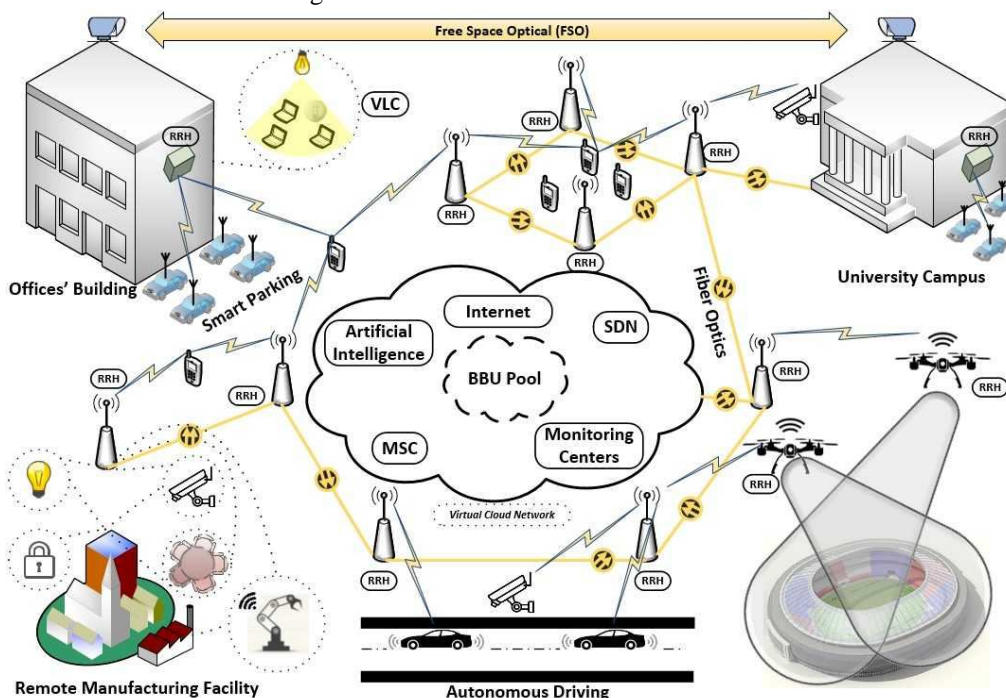 Free Space Optical (FSO)
VLC
RRH
RRH
RRH
RRH
RRH
RRH
Offices' Building
Smart Parking
University Campus
Fiber Optics
Internet
SDN
Artificial
Intelligence
BBU Pool
MSC
Monitoring
Centers
Virtual Cloud Network
RRH
RRH
RRH
RRH
RRH
RRH
RRH
Remote Manufacturing Facility
Autonomous Driving